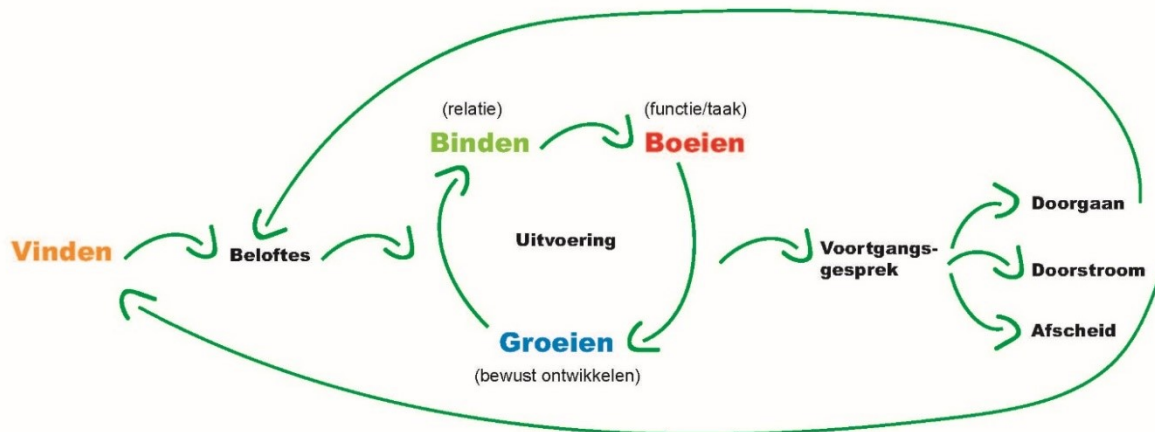 Vinden
Beloftes
(relatie)
Binden
(functie/taak)
Boeien
Uitvoering
Groeien
(bewust ontwikkelen)
Voortgangs-
gesprek
Doorgaan
Doorstroom
Afscheid